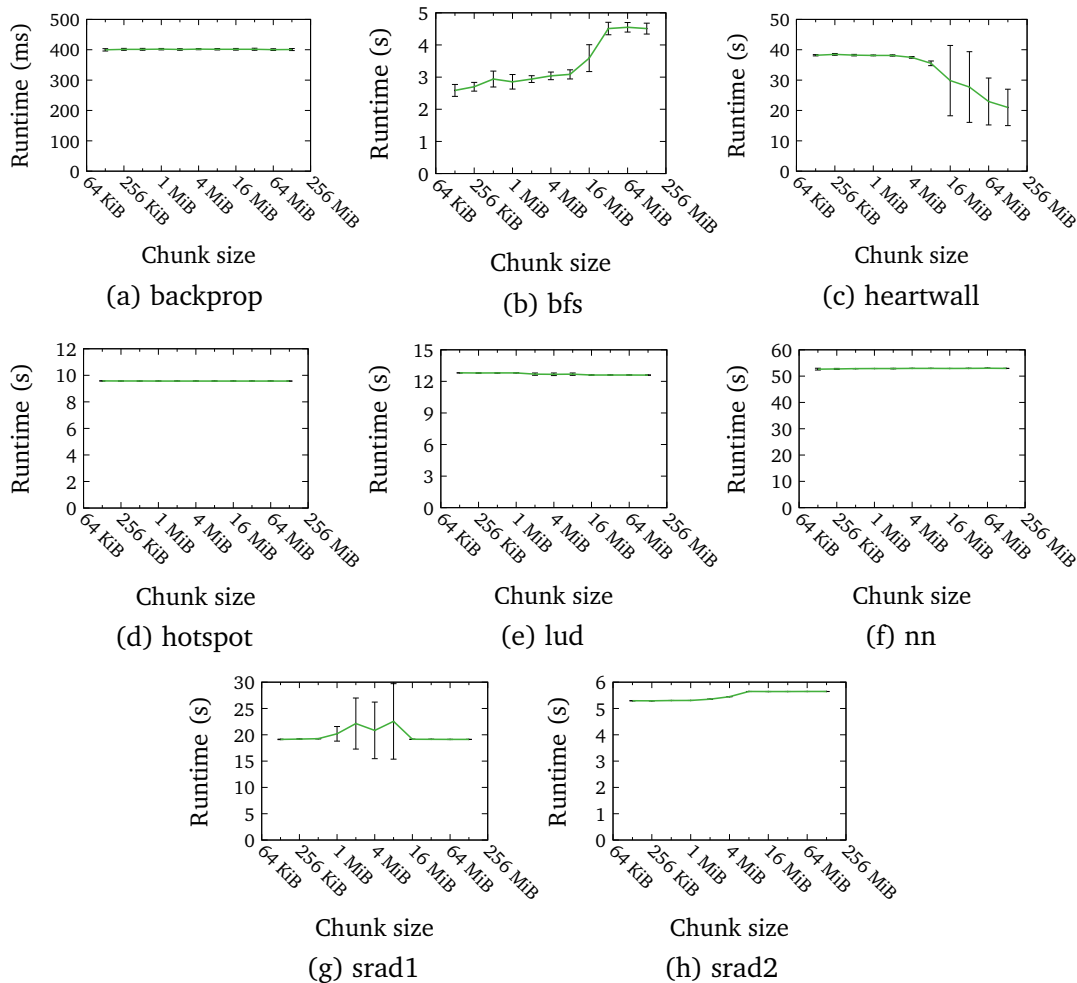 Runtime (ms)
500
400
300
200
100
0
64 KiB
256 KiB
1 MiB
4 MiB
16 MiB
64 MiB
256 MiB
Chunk size
(a) backprop
Runtime (s)
5
4
3
2
1
0
64 KiB
256 KiB
1 MiB
4 MiB
16 MiB
64 MiB
256 MiB
Chunk size
(b) bfs
Runtime (s)
50
40
30
20
10
0
64 KiB
256 KiB
1 MiB
4 MiB
16 MiB
64 MiB
256 MiB
Chunk size
(c) heartwall
Runtime (s)
12
10
8
6
4
2
0
64 KiB
256 KiB
1 MiB
4 MiB
16 MiB
64 MiB
256 MiB
Chunk size
(d) hotspot
Runtime (s)
15
12
9
6
3
0
64 KiB
256 KiB
1 MiB
4 MiB
16 MiB
64 MiB
256 MiB
Chunk size
(e) lud
Runtime (s)
60
50
40
30
20
10
0
64 KiB
256 KiB
1 MiB
4 MiB
16 MiB
64 MiB
256 MiB
Chunk size
(f) nn
Runtime (s)
30
25
20
15
10
5
0
64 KiB
256 KiB
1 MiB
4 MiB
16 MiB
64 MiB
256 MiB
Chunk size
(g) srad1
Runtime (s)
6
5
4
3
2
1
0
64 KiB
256 KiB
1 MiB
4 MiB
16 MiB
64 MiB
256 MiB
Chunk size
(h) srad2